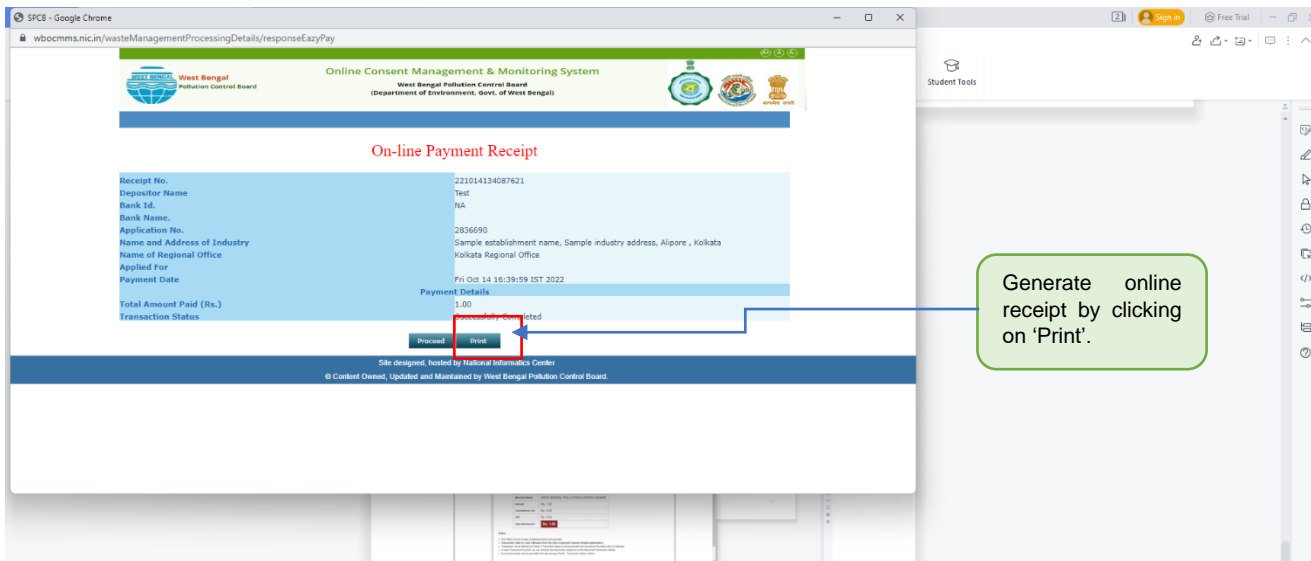 SPCB - Google Chrome
2 Sign in Free Trial
wbocmms.nic.in/wasteManagementProcessingDetails/responseEazyPay
WEST BENGAL West Bengal
Pollution Control Board
Online Consent Management & Monitoring System
West Bengal Pollution Control Board
(Department of Environment, Govt. of West Bengal)
Student Tools
On-line Payment Receipt
Receipt No. 221014134087621
Depositor Name Test
Bank Id. NA
Bank Name.
Application No. 2836690
Name and Address of Industry Sample establishment name, Sample industry address, Alipore , Kolkata
Name of Regional Office Kolkata Regional Office
Applied For
Payment Date Fri Oct 14 16:39:59 IST 2022
Payment Details
Total Amount Paid (Rs.) 1.00
Transaction Status Successfully Completed
Proceed Print
Site designed, hosted by National Informatics Center
© Content Owned, Updated and Maintained by West Bengal Pollution Control Board.
Generate online
receipt by clicking
on ‘Print’.